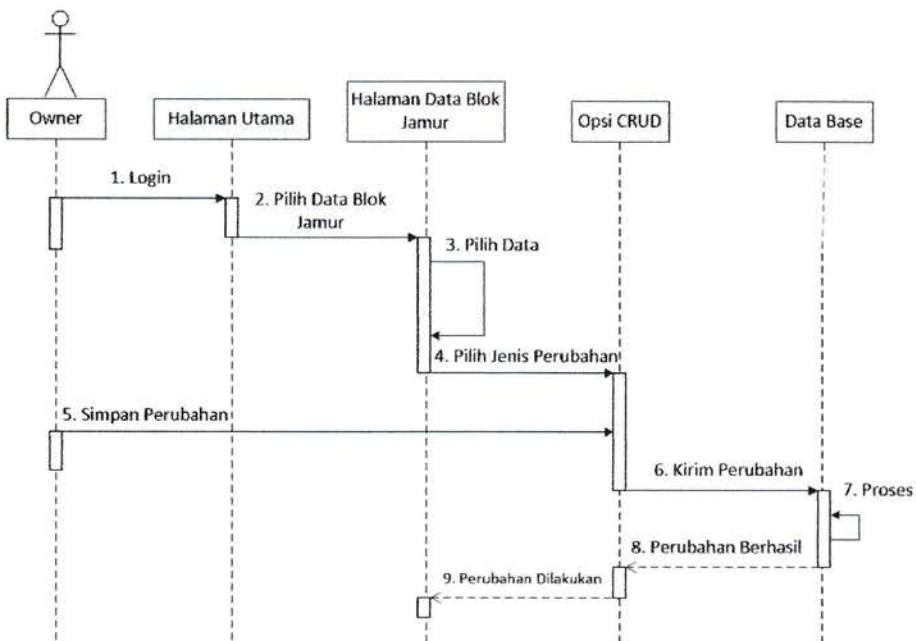 Owner
Halaman Utama
Halaman Data Blok
Jamur
Opsi CRUD
Data Base
1. Login
2. Pilih Data Blok
Jamur
3. Pilih Data
4. Pilih Jenis Perubahan
5. Simpan Perubahan
6. Kirim Perubahan
7. Proses
8. Perubahan Berhasil
9. Perubahan Dilakukan